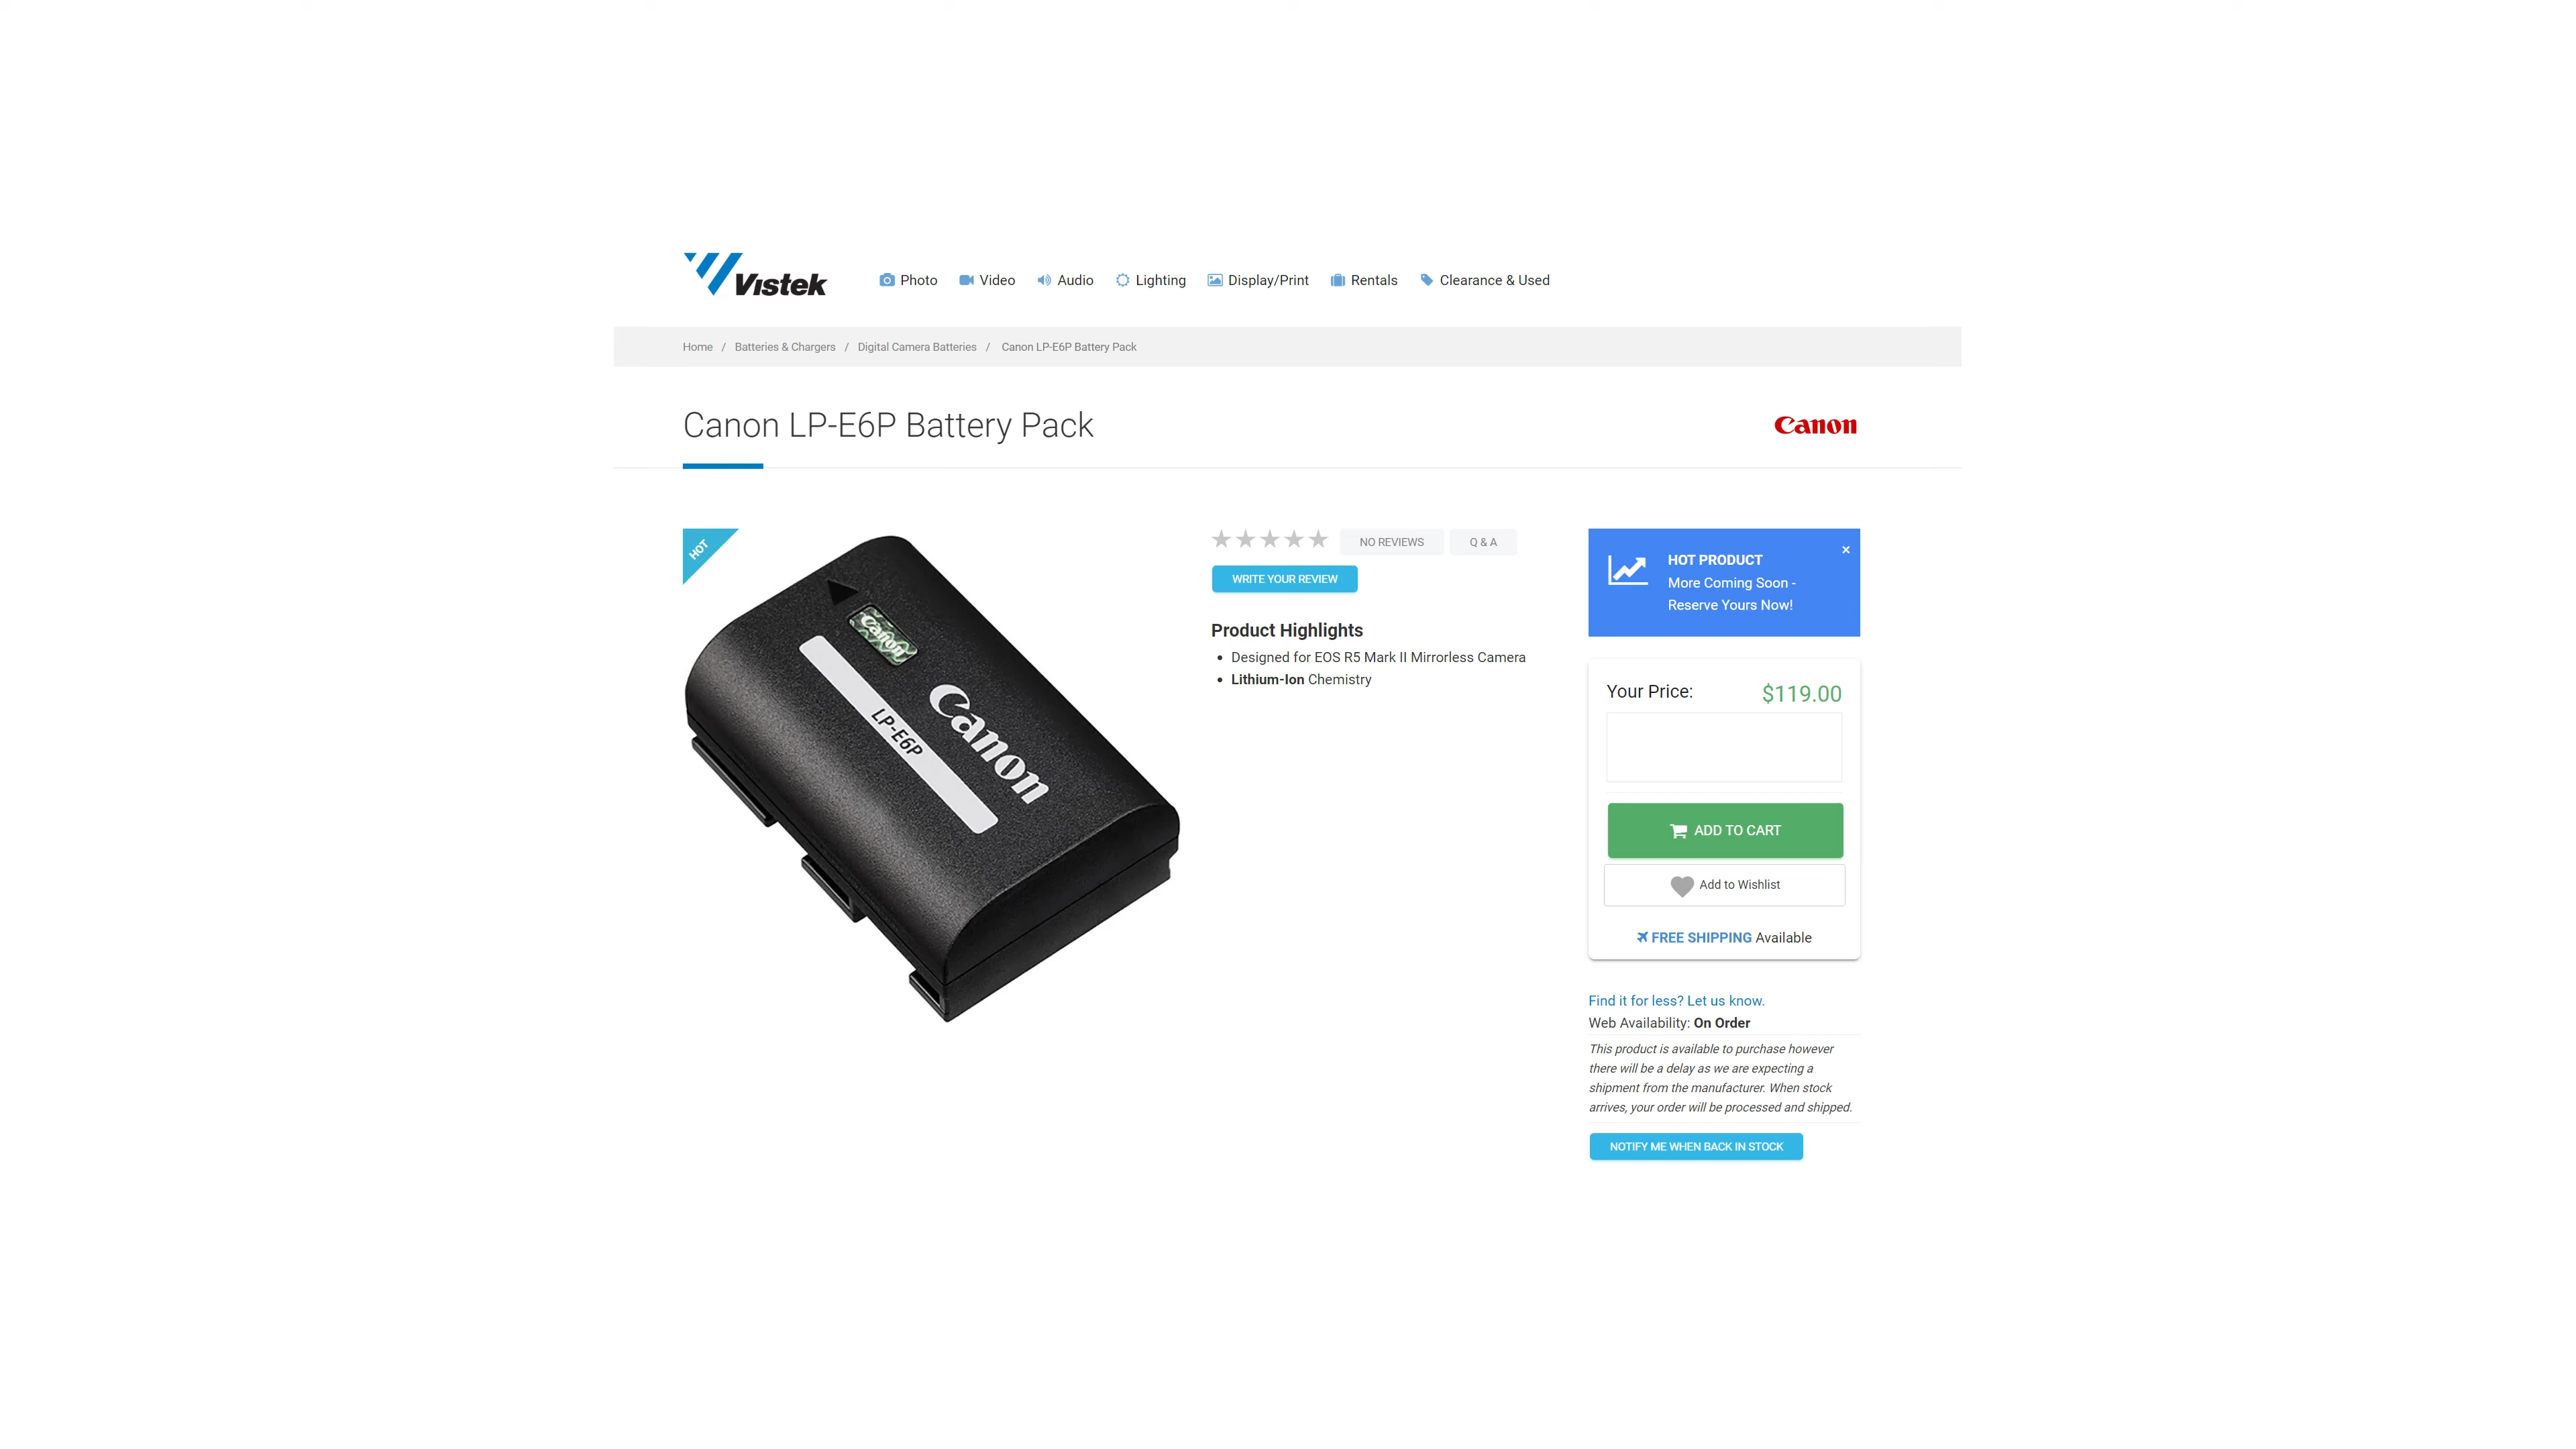 Vistek
Photo
Video
Audio
Lighting
Display/Print
Rentals
Clearance & Used
Home / Batteries & Chargers / Digital Camera Batteries / Canon LP-E6P Battery Pack
Canon LP-E6P Battery Pack
Canon
HOT
Canon
LP-E6P
Canon
NO REVIEWS
Q & A
WRITE YOUR REVIEW
Product Highlights
• Designed for EOS R5 Mark II Mirrorless Camera
• Lithium-Ion Chemistry
×
HOT PRODUCT
More Coming Soon -
Reserve Yours Now!
Your Price: $119.00
ADD TO CART
Add to Wishlist
FREE SHIPPING Available
Find it for less? Let us know.
Web Availability: On Order
This product is available to purchase however
there will be a delay as we are expecting a
shipment from the manufacturer. When stock
arrives, your order will be processed and shipped.
NOTIFY ME WHEN BACK IN STOCK